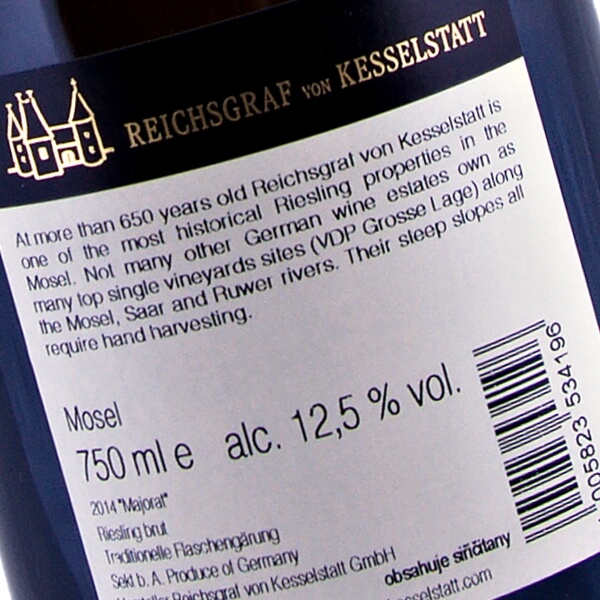 REICHSGRAF VON KESSELSTATT
At more than 650 years old Reichsgraf von Kesselstatt is
one of the most historical Riesling properties in the
Mosel. Not many other German wine estates own as
many top single vineyards sites (VDP Grosse Lage) along
the Mosel, Saar and Ruwer rivers. Their sleep slopes all
require hand harvesting.
Mosel
750 ml e alc. 12,5 % vol.
2014 "Majorat"
Riesling brut
Traditionelle Flaschengärung
Sekt b. A. Produce of Germany
Reichsgraf von Kesselstatt GmbH
obsahuje siřičitany
kesselstatt.com
005823 534196